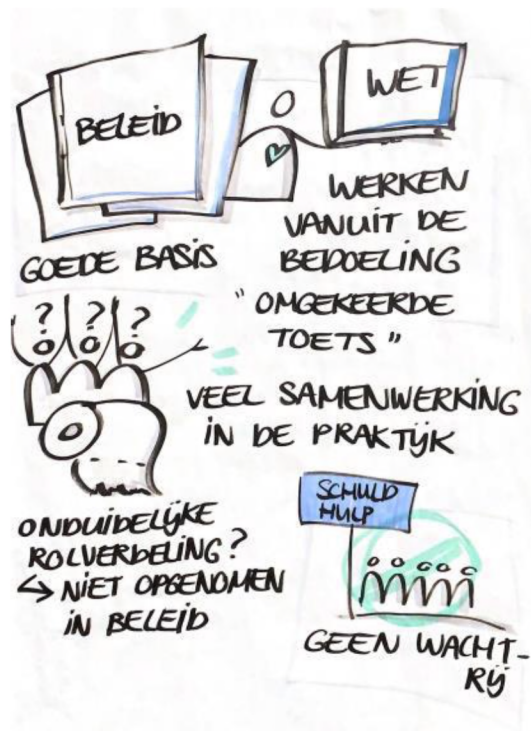 BELEID
WET
GOEDE BASIS
WERKEN
VANUIT DE
BEDOELING
"OMGEKEERDE
TOETS"
? ? ?
VEEL SAMENWERKING
IN DE PRAKTIJK
ONDUIDELIJKE
ROLVERDELING?
↳ NIET OPGENOMEN
IN BELEID
SCHULD
HULP
GEEN WACHT-
RIJ